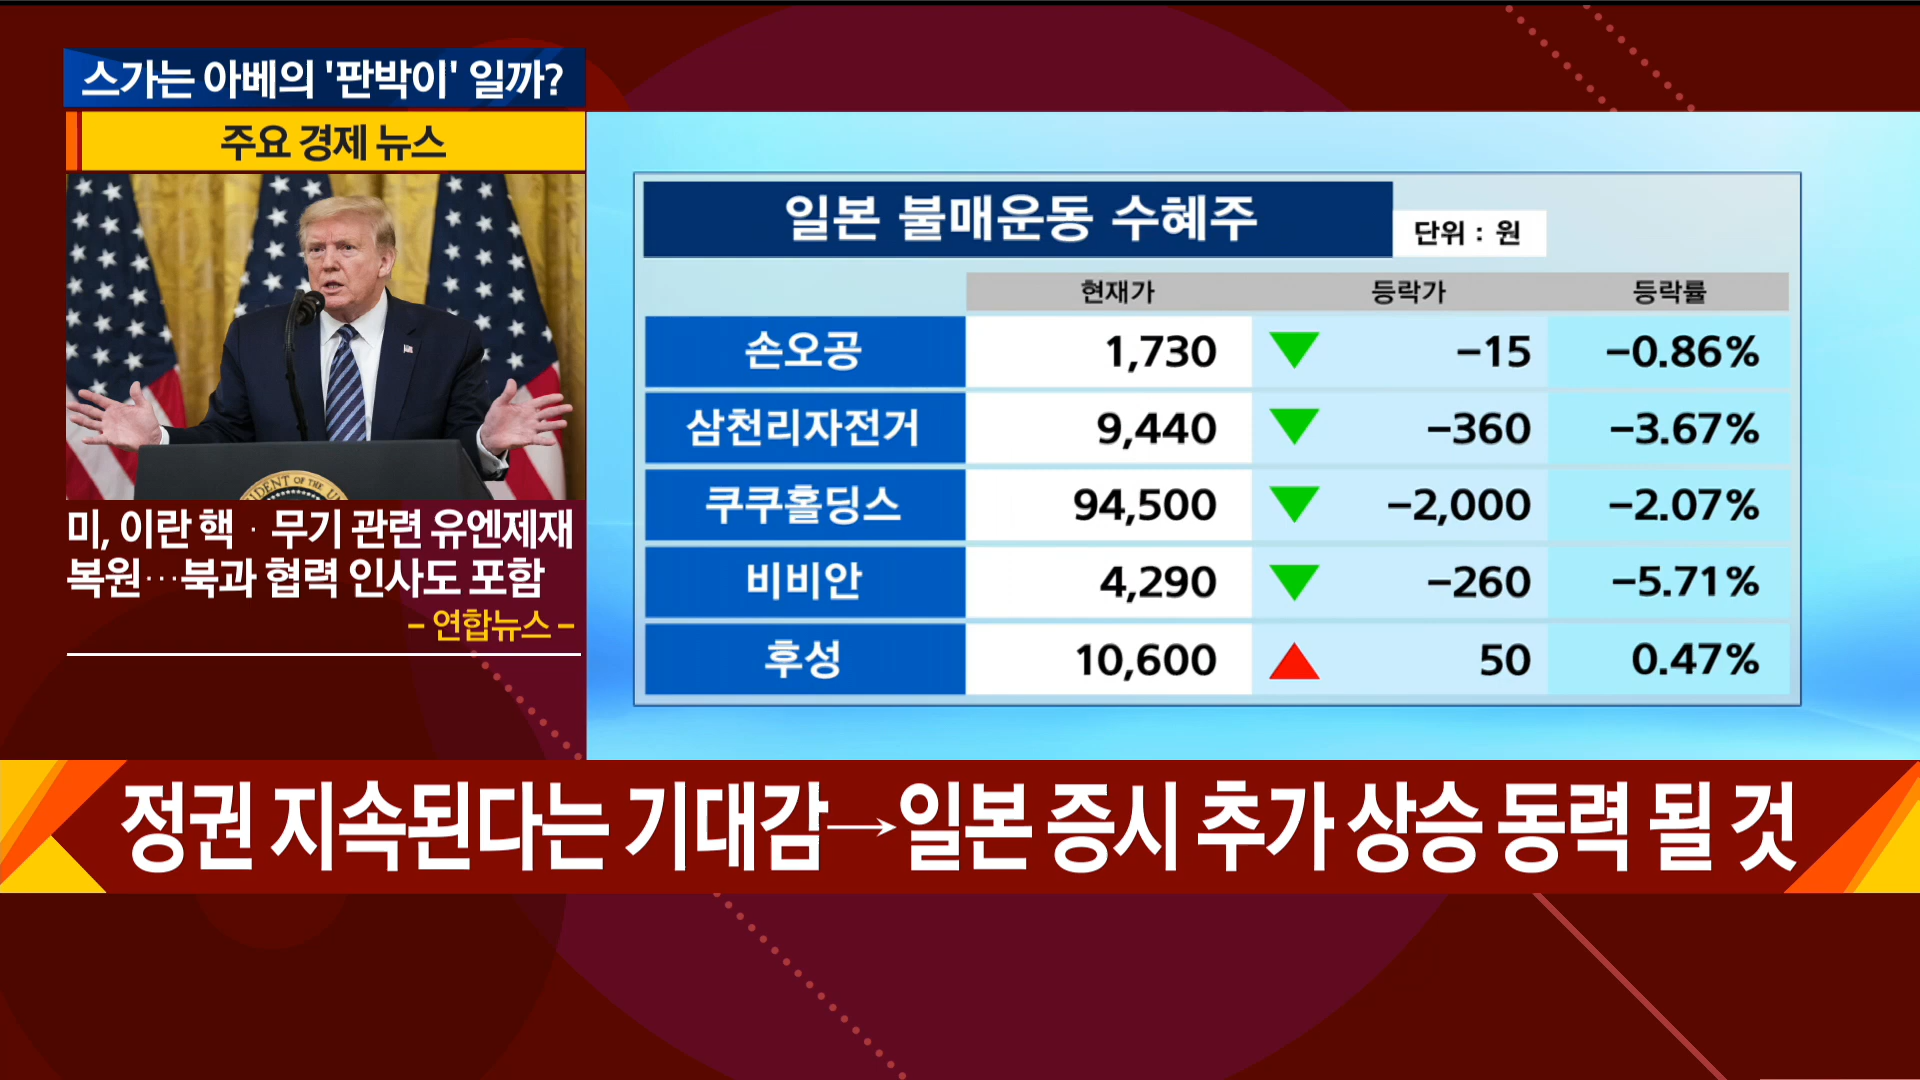 스가는 아베의 '판박이' 일까?
주요 경제 뉴스
미, 이란 핵 · 무기 관련 유엔제재
복원…북과 협력 인사도 포함
– 연합뉴스 –
일본 불매운동 수혜주
단위 : 원
현재가 등락가 등락률
손오공 1,730 ▼ -15 -0.86%
삼천리자전거 9,440 ▼ -360 -3.67%
쿠쿠홀딩스 94,500 ▼ -2,000 -2.07%
비비안 4,290 ▼ -260 -5.71%
후성 10,600 ▲ 50 0.47%
정권 지속된다는 기대감→일본 증시 추가 상승 동력 될 것